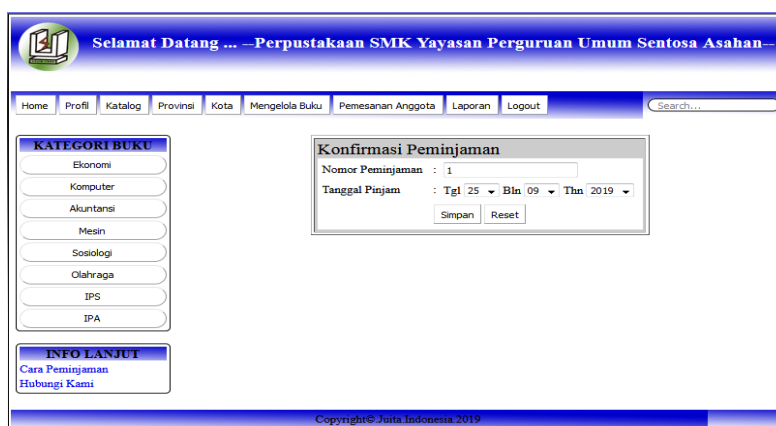 Selamat Datang ... --Perpustakaan SMK Yayasan Perguruan Umum Sentosa Asahan--
Home Profil Katalog Provinsi Kota Mengelola Buku Pemesanan Anggota Laporan Logout Search...
KATEGORI BUKU
Ekonomi
Komputer
Akuntansi
Mesin
Sosiologi
Olahraga
IPS
IPA
INFO LANJUT
Cara Peminjaman
Hubungi Kami
Konfirmasi Peminjaman
Nomor Peminjaman : 1
Tanggal Pinjam : Tgl 25 Bln 09 Thn 2019
Simpan Reset
Copyright© Juita.Indonesia.2019